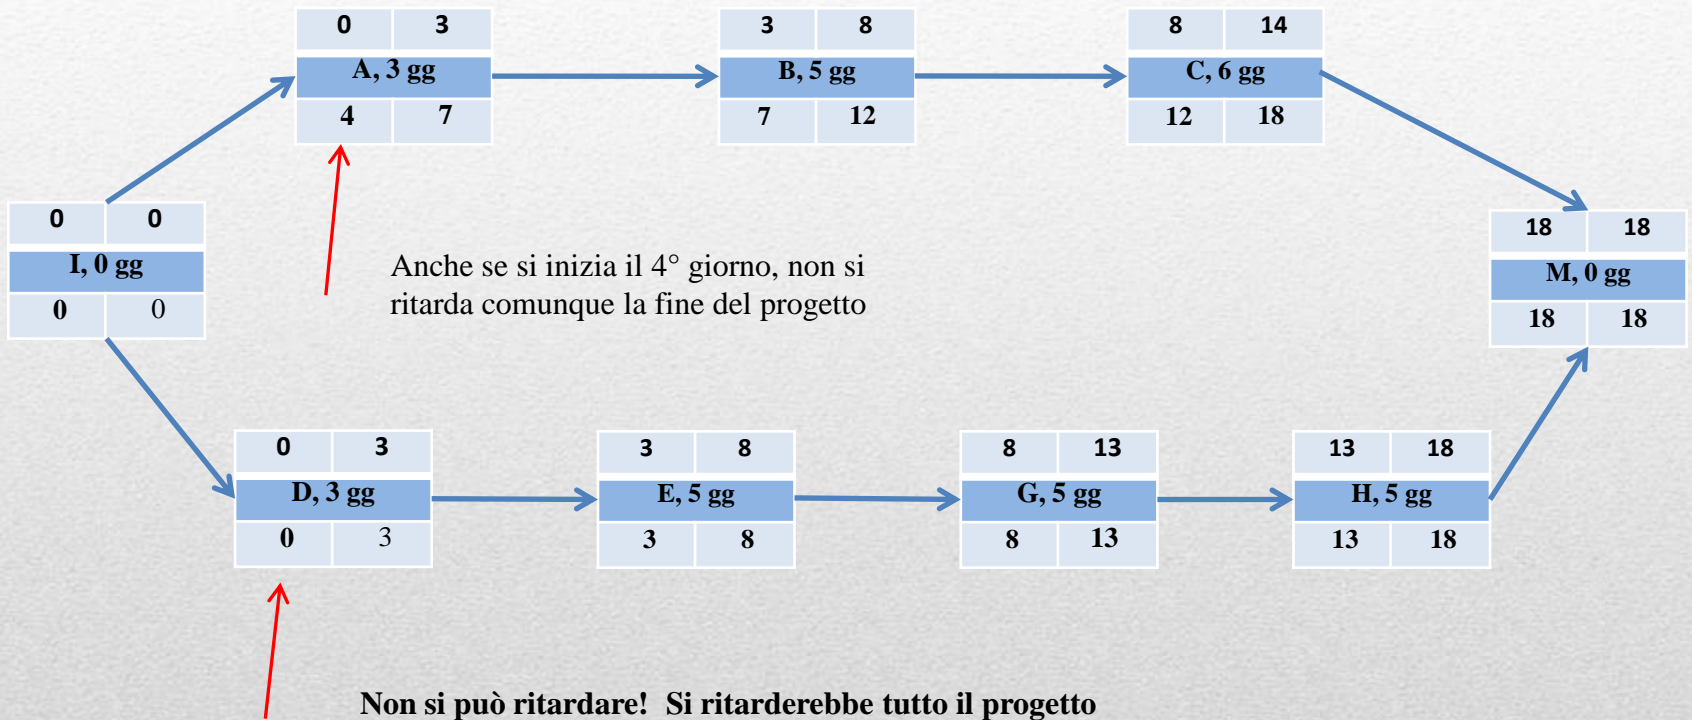 0 3
A, 3 gg
4 7
3 8
B, 5 gg
7 12
8 14
C, 6 gg
12 18
0 0
I, 0 gg
0 0
Anche se si inizia il 4° giorno, non si
ritarda comunque la fine del progetto
18 18
M, 0 gg
18 18
0 3
D, 3 gg
0 3
3 8
E, 5 gg
3 8
8 13
G, 5 gg
8 13
13 18
H, 5 gg
13 18
Non si può ritardare! Si ritarderebbe tutto il progetto